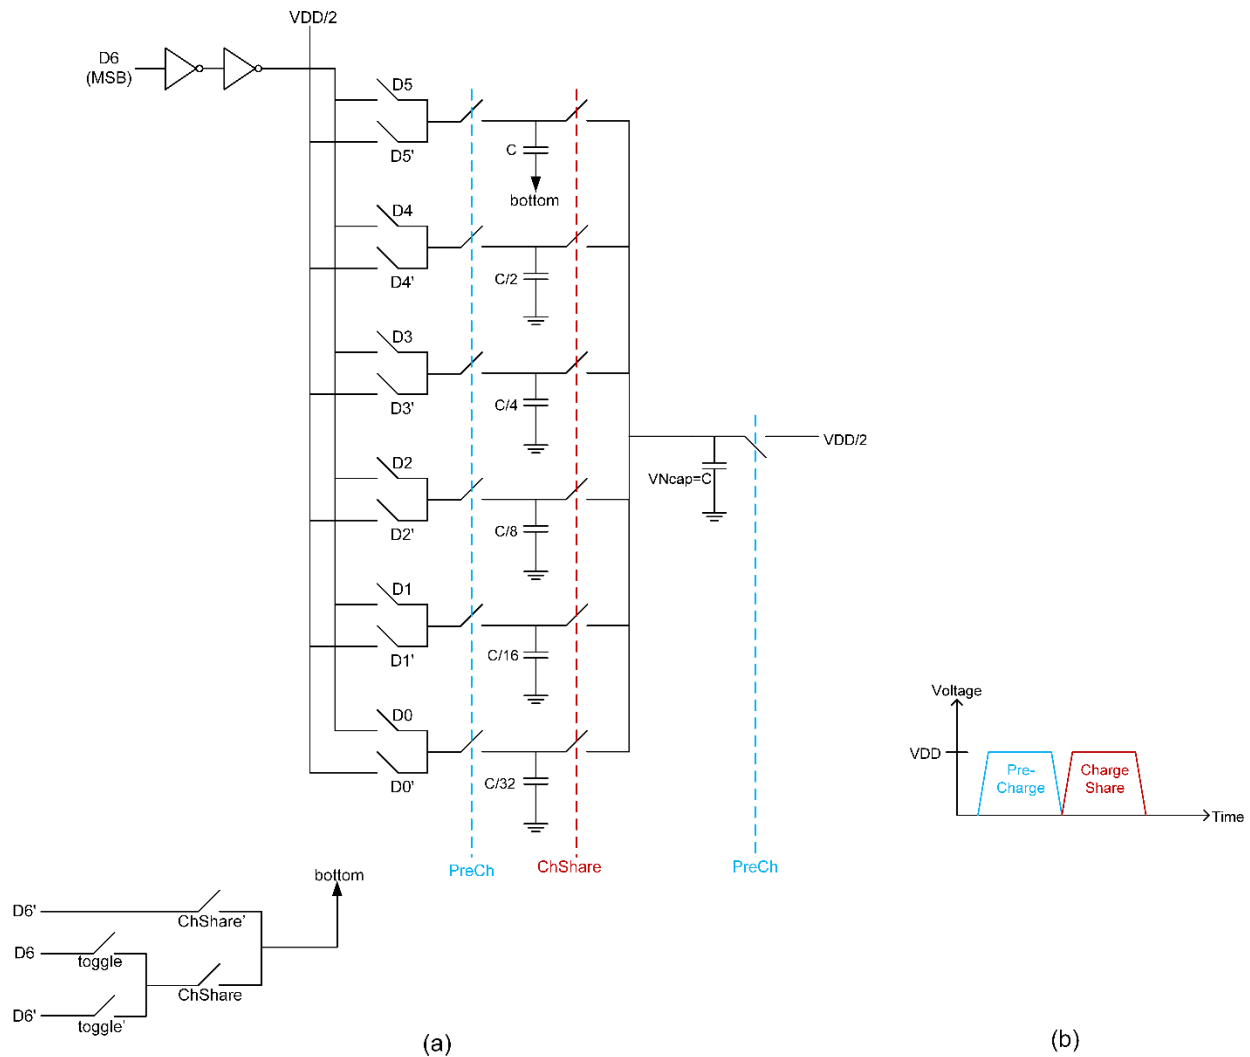 VDD/2
D6
(MSB)
D5
D5'
C
bottom
D4
D4'
C/2
D3
D3'
C/4
VDD/2
D2
VNcap=C
D2'
C/8
D1
D1'
C/16
Voltage
D0
VDD
Pre-
Charge
Charge
Share
D0'
C/32
Time
PreCh
ChShare
PreCh
bottom
D6'
ChShare'
D6
toggle
ChShare
D6'
toggle'
(a)
(b)